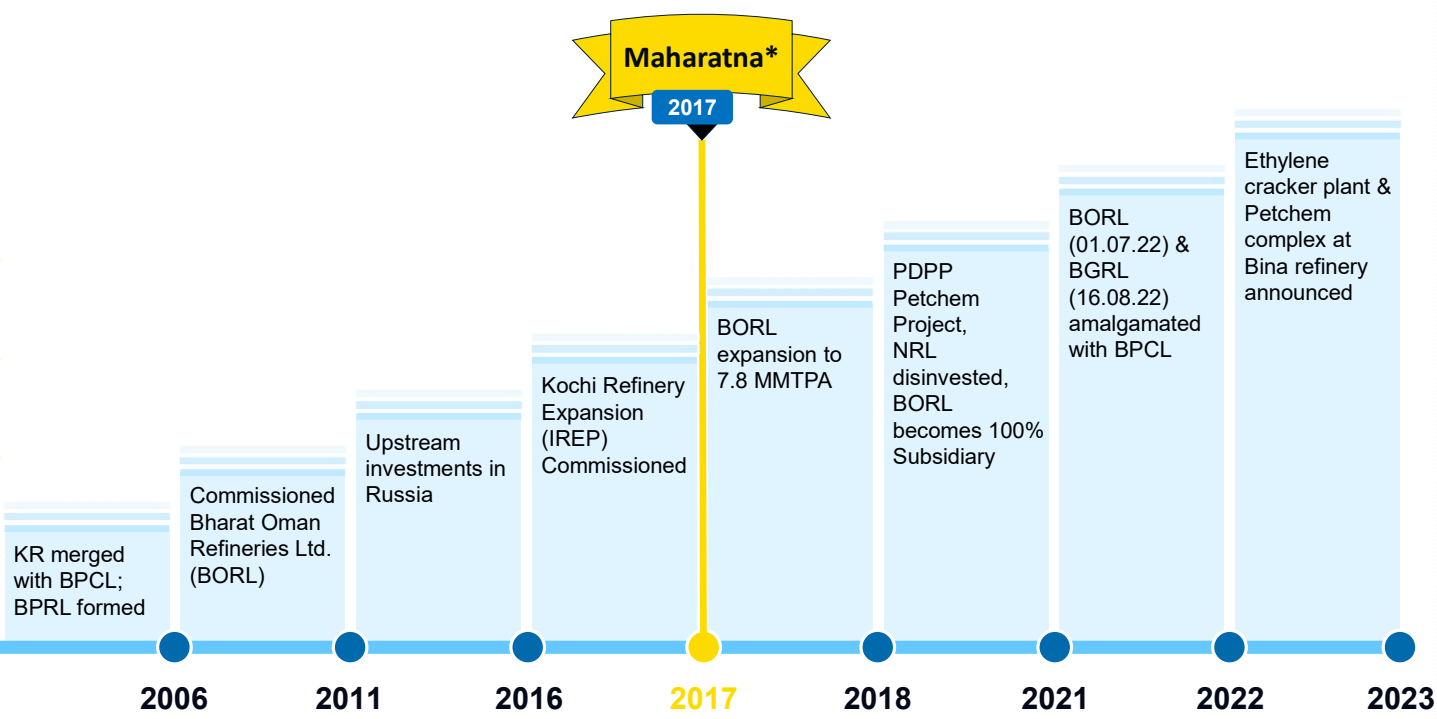 Maharatna*
2017
KR merged
with BPCL;
BPRL formed
Commissioned
Bharat Oman
Refineries Ltd.
(BORL)
Upstream
investments in
Russia
Kochi Refinery
Expansion
(IREP)
Commissioned
BORL
expansion to
7.8 MMTPA
PDPP
Petchem
Project,
NRL
disinvested,
BORL
becomes 100%
Subsidiary
BORL
(01.07.22) &
BGRL
(16.08.22)
amalgamated
with BPCL
Ethylene
cracker plant &
Petchem
complex at
Bina refinery
announced
2006
2011
2016
2017
2018
2021
2022
2023